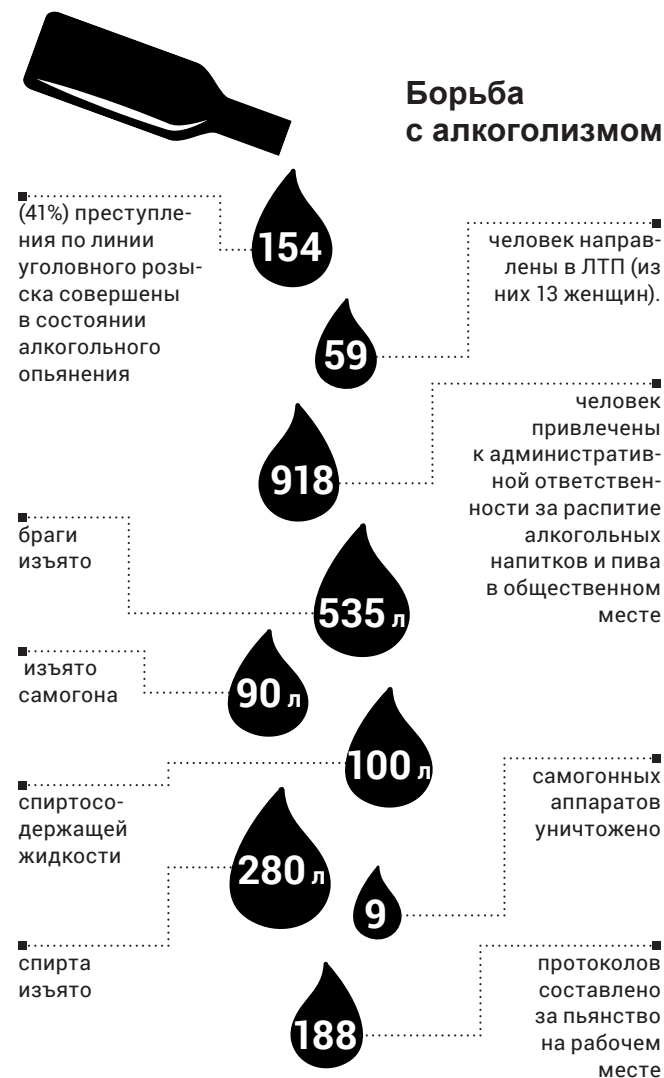 Борьба
с алкоголизмом
154
(41%) преступле-
ния по линии
уголовного розы-
ска совершены
в состоянии
алкогольного
опьянения
59
человек направ-
лены в ЛТП (из
них 13 женщин).
918
человек
привлечены
к административ-
ной ответствен-
ности за распитие
алкогольных
напитков и пива
в общественном
месте
535 л
браги
изъято
90 л
изъято
самогона
100 л
спиртосо-
держащей
жидкости
280 л
спирта
изъято
9
самогонных
аппаратов
уничтожено
188
протоколов
составлено
за пьянство
на рабочем
месте